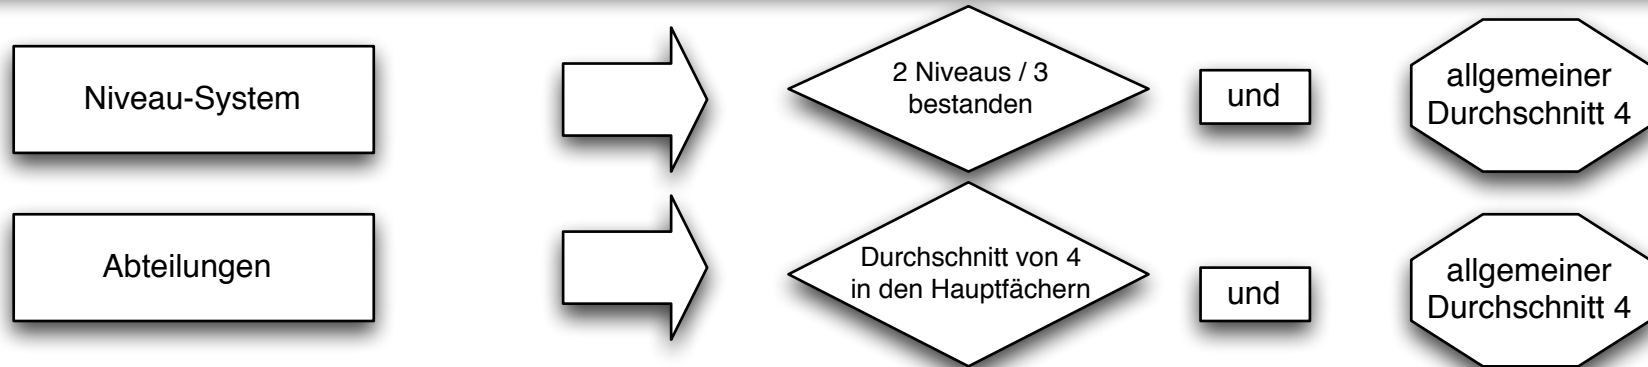 Niveau-System
2 Niveaus / 3
bestanden
und
allgemeiner
Durchschnitt 4
Abteilungen
Durchschnitt von 4
in den Hauptfächern
und
allgemeiner
Durchschnitt 4